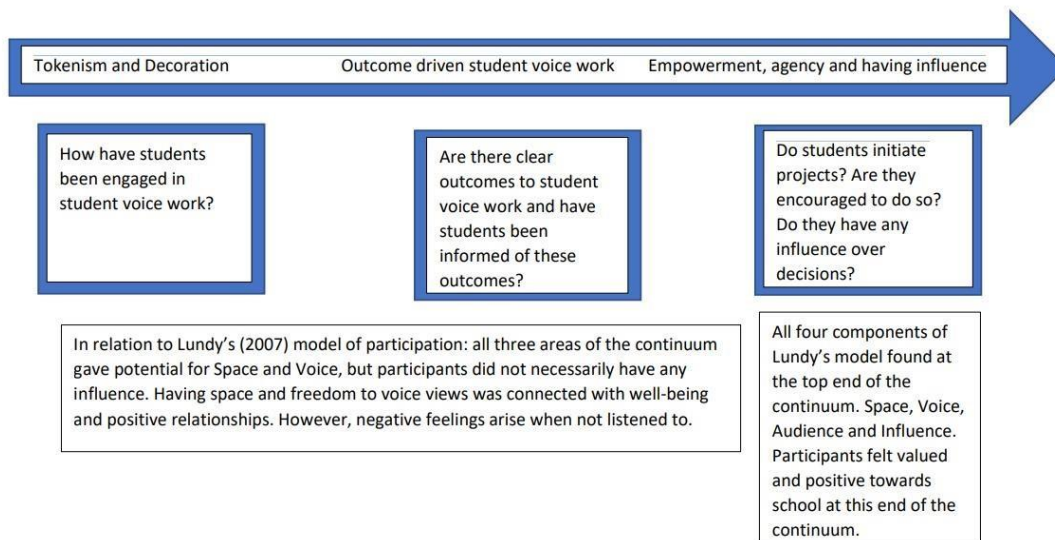 Tokenism and Decoration
Outcome driven student voice work
Empowerment, agency and having influence
How have students
been engaged in
student voice work?
Are there clear
outcomes to student
voice work and have
students been
informed of these
outcomes?
Do students initiate
projects? Are they
encouraged to do so?
Do they have any
influence over
decisions?
In relation to Lundy’s (2007) model of participation: all three areas of the continuum
gave potential for Space and Voice, but participants did not necessarily have any
influence. Having space and freedom to voice views was connected with well-being
and positive relationships. However, negative feelings arise when not listened to.
All four components of
Lundy’s model found at
the top end of the
continuum. Space, Voice,
Audience and Influence.
Participants felt valued
and positive towards
school at this end of the
continuum.